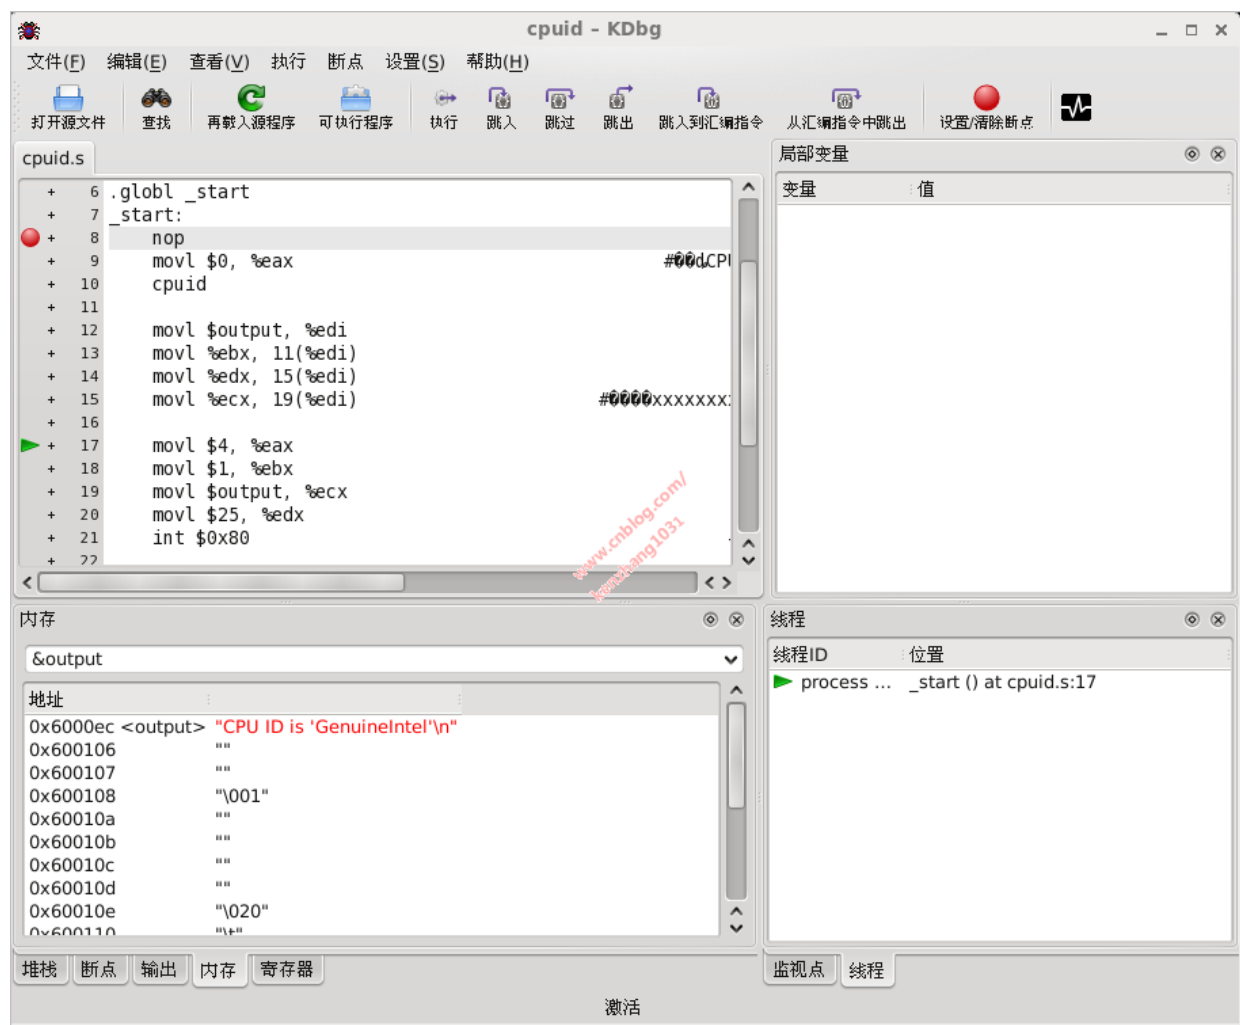 cpuid – KDbg
文件(F) 编辑(E) 查看(V) 执行 断点 设置(S) 帮助(H)
打开源文件 查找 再载入源程序 可执行程序 执行 跳入 跳过 跳出 跳入到汇编指令 从汇编指令中跳出 设置/清除断点
cpuid.s
+ 6 .globl _start
+ 7 _start:
+ 8 nop
+ 9 movl $0, %eax #��dCPU
+ 10 cpuid
+ 11
+ 12 movl $output, %edi
+ 13 movl %ebx, 11(%edi)
+ 14 movl %edx, 15(%edi)
+ 15 movl %ecx, 19(%edi) #����xxxxxxxx
+ 16
+ 17 movl $4, %eax
+ 18 movl $1, %ebx
+ 19 movl $output, %ecx
+ 20 movl $25, %edx
+ 21 int $0x80
+ 22
www.cnblog.com/
kenzhang1031
局部变量
变量 值
内存
&output
地址
0x6000ec <output> "CPU ID is 'GenuineIntel'\n"
0x600106 ""
0x600107 ""
0x600108 "\001"
0x60010a ""
0x60010b ""
0x60010c ""
0x60010d ""
0x60010e "\020"
0x600110 "\t"
线程
线程ID 位置
process ... _start () at cpuid.s:17
堆栈 断点 输出 内存 寄存器
监视点 线程
激活